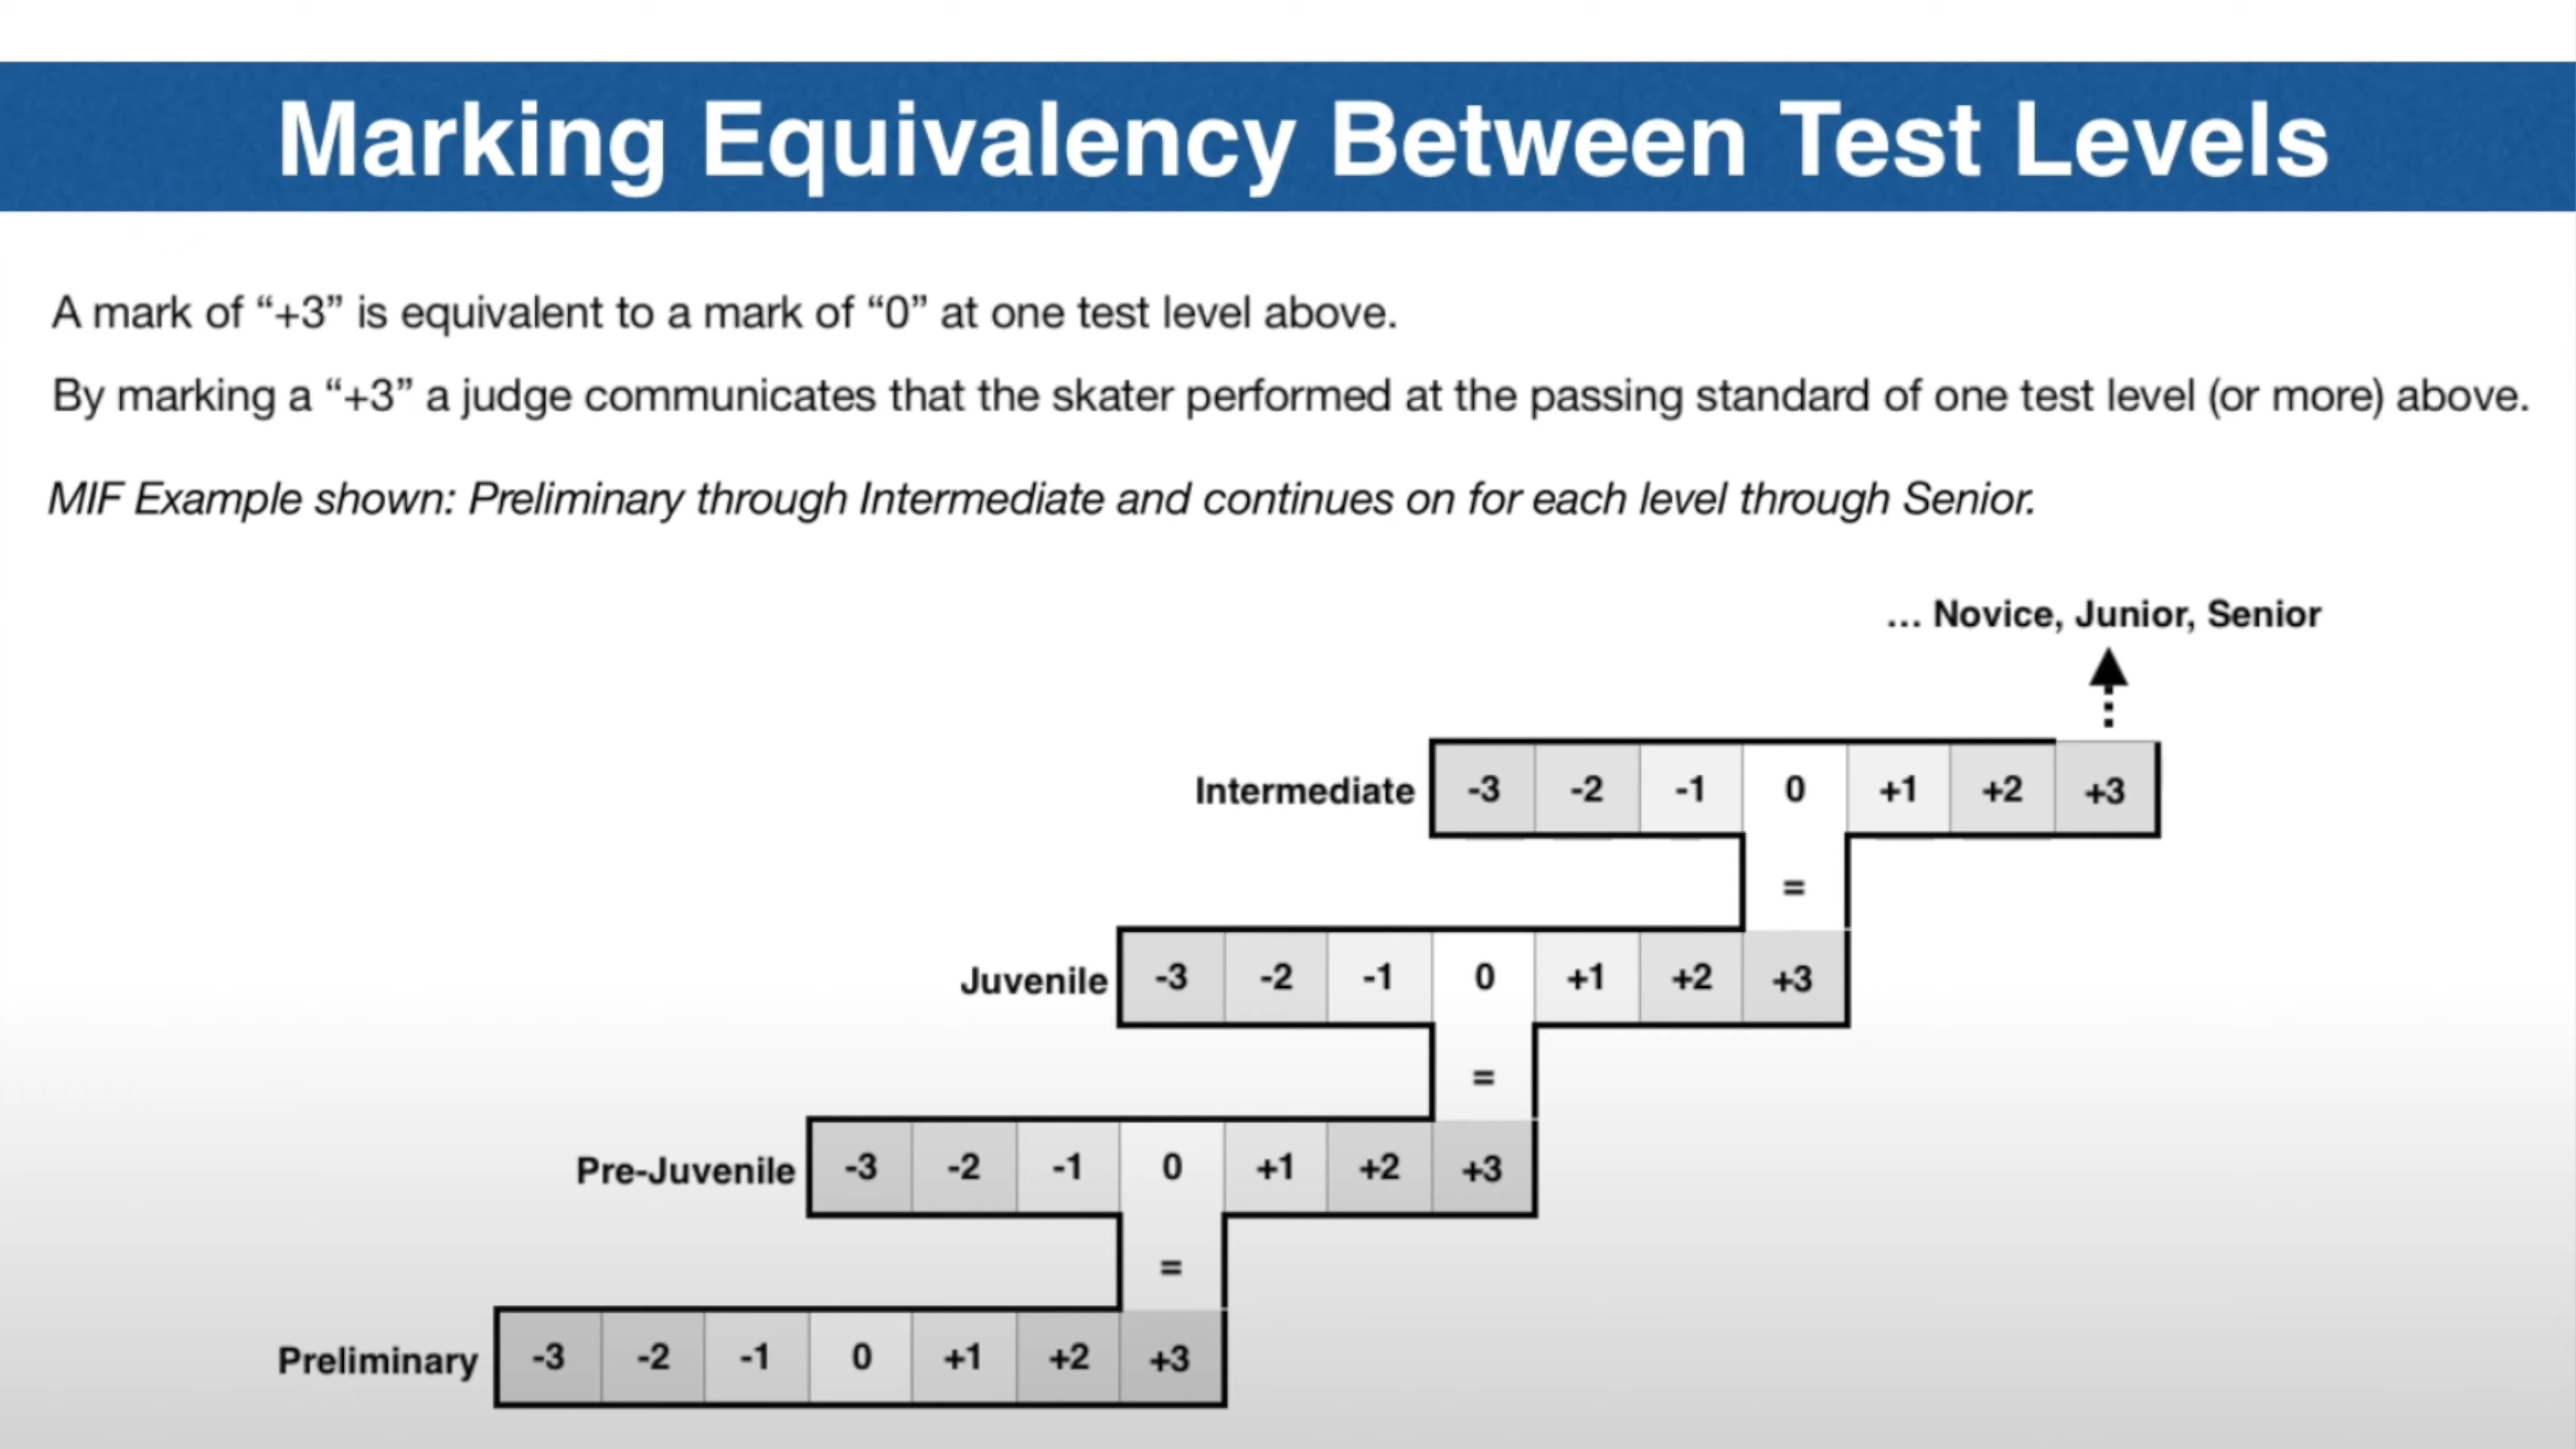 Marking Equivalency Between Test Levels
A mark of “+3” is equivalent to a mark of “0” at one test level above.
By marking a “+3” a judge communicates that the skater performed at the passing standard of one test level (or more) above.
MIF Example shown: Preliminary through Intermediate and continues on for each level through Senior.
... Novice, Junior, Senior
Intermediate -3 -2 -1 0 +1 +2 +3
=
Juvenile -3 -2 -1 0 +1 +2 +3
=
Pre-Juvenile -3 -2 -1 0 +1 +2 +3
=
Preliminary -3 -2 -1 0 +1 +2 +3